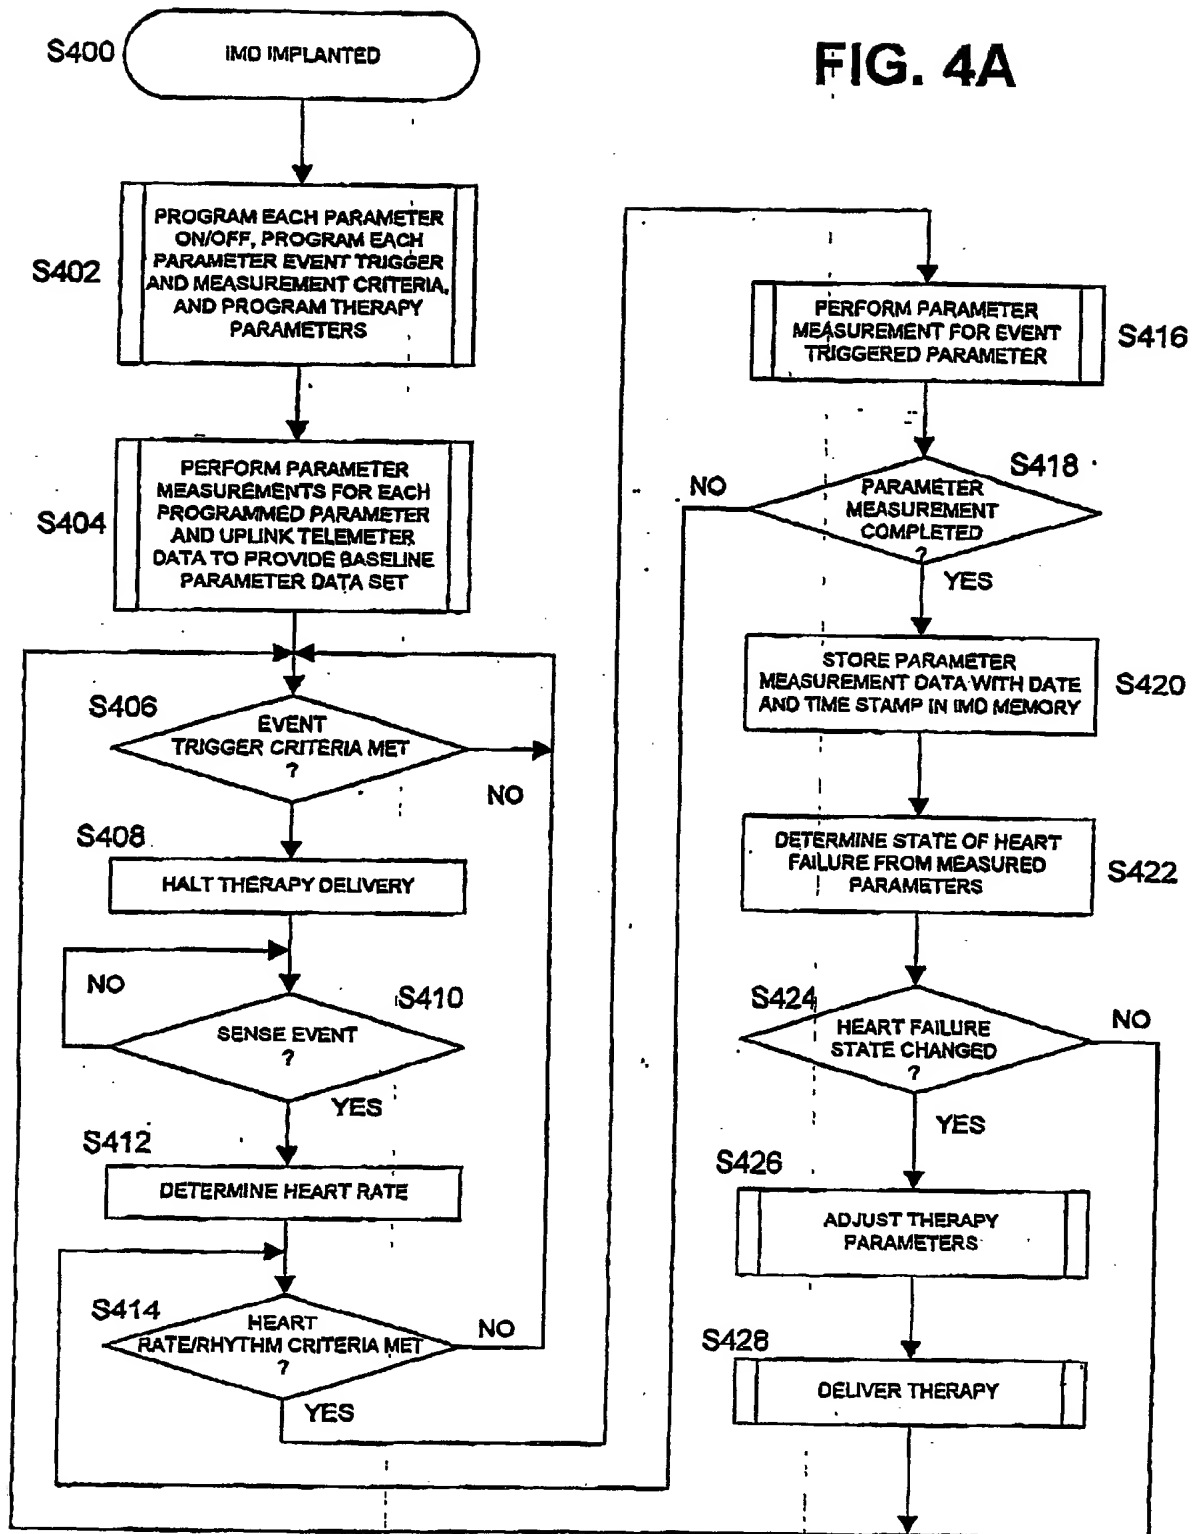 FIG. 4A
S400
IMD IMPLANTED
S402
PROGRAM EACH PARAMETER
ON/OFF, PROGRAM EACH
PARAMETER EVENT TRIGGER
AND MEASUREMENT CRITERIA,
AND PROGRAM THERAPY
PARAMETERS
S404
PERFORM PARAMETER
MEASUREMENTS FOR EACH
PROGRAMMED PARAMETER
AND UPLINK TELEMETER
DATA TO PROVIDE BASELINE
PARAMETER DATA SET
S406
EVENT
TRIGGER CRITERIA MET
?
NO
S408
HALT THERAPY DELIVERY
NO
S410
SENSE EVENT
?
YES
S412
DETERMINE HEART RATE
S414
HEART
RATE/RHYTHM CRITERIA MET
?
NO
YES
PERFORM PARAMETER
MEASUREMENT FOR EVENT
TRIGGERED PARAMETER
S416
S418
NO
PARAMETER
MEASUREMENT
COMPLETED
?
YES
STORE PARAMETER
MEASUREMENT DATA WITH DATE
AND TIME STAMP IN IMD MEMORY
S420
DETERMINE STATE OF HEART
FAILURE FROM MEASURED
PARAMETERS
S422
S424
HEART FAILURE
STATE CHANGED
?
NO
YES
S426
ADJUST THERAPY
PARAMETERS
S428
DELIVER THERAPY